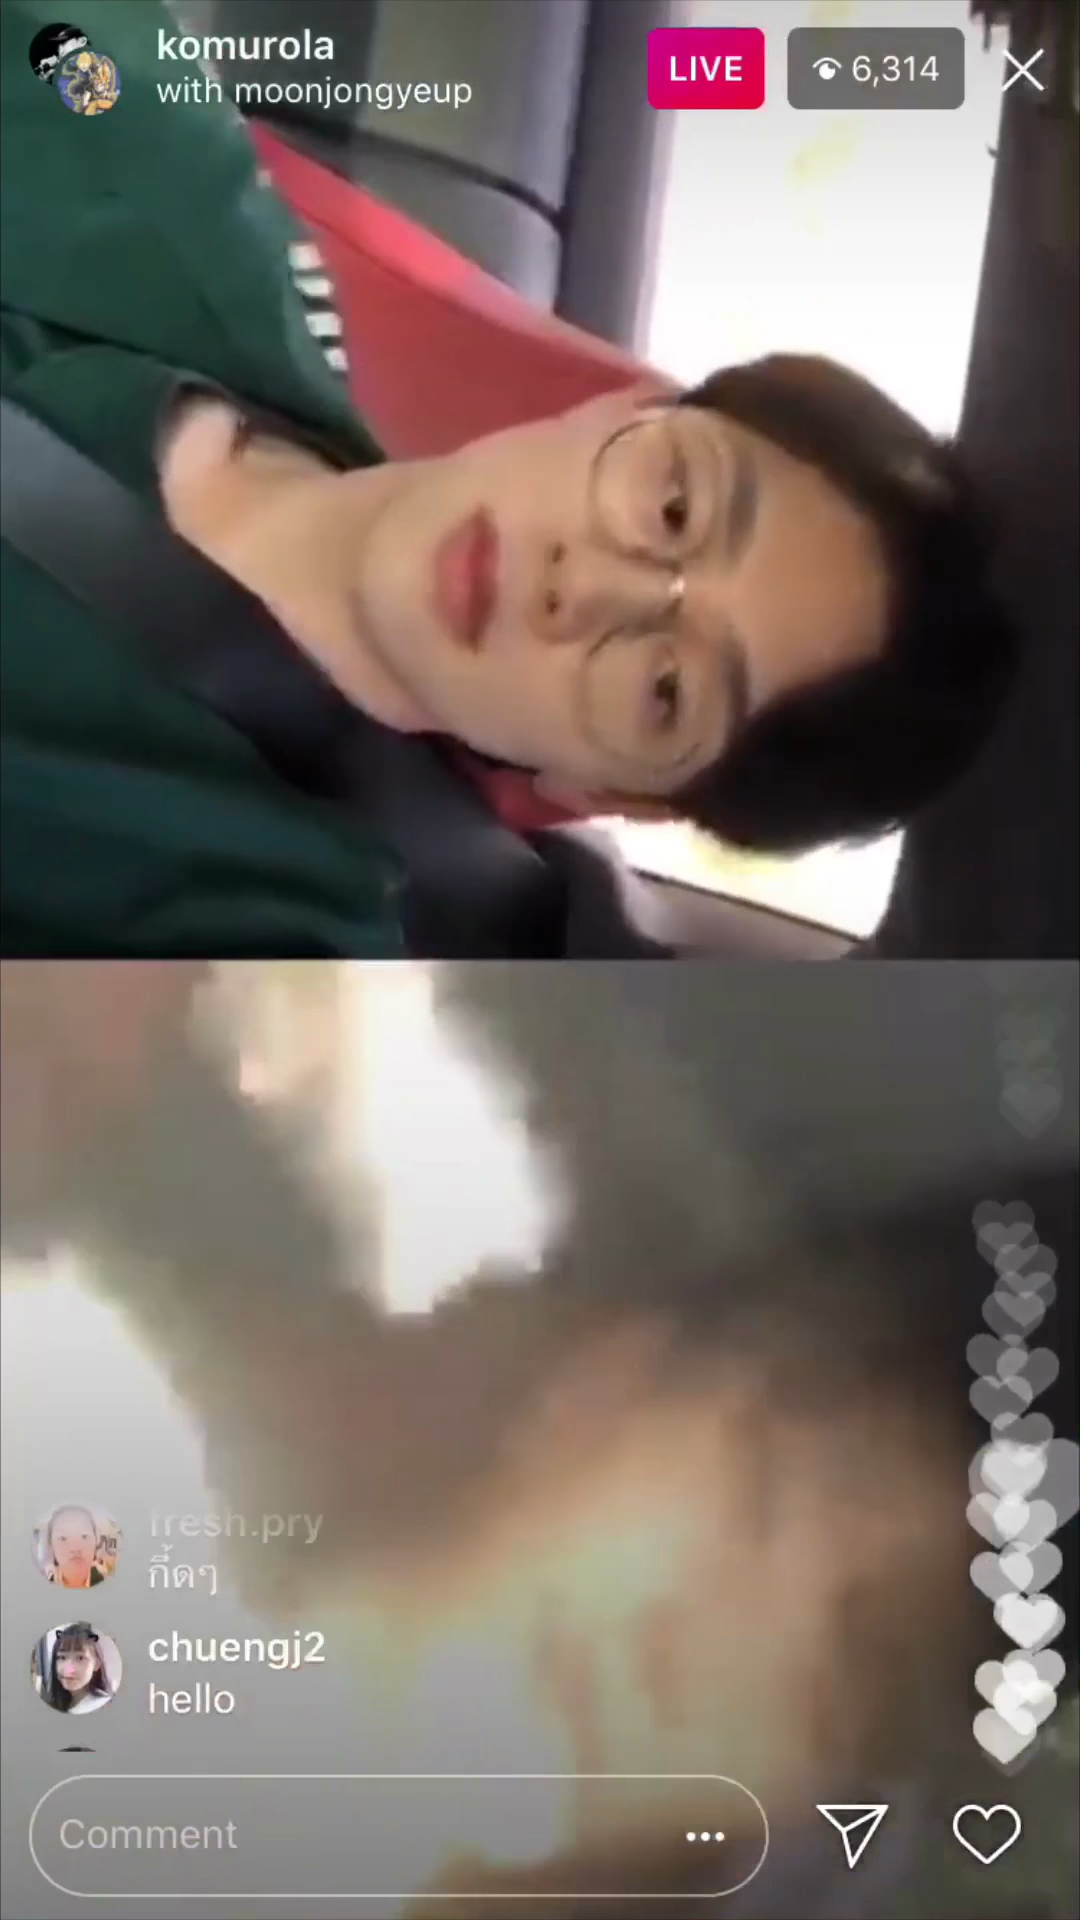 komurola
with moonjongyeup
LIVE
6,314
fresh.pry
กี้ดๆ
chuengj2
hello
Comment